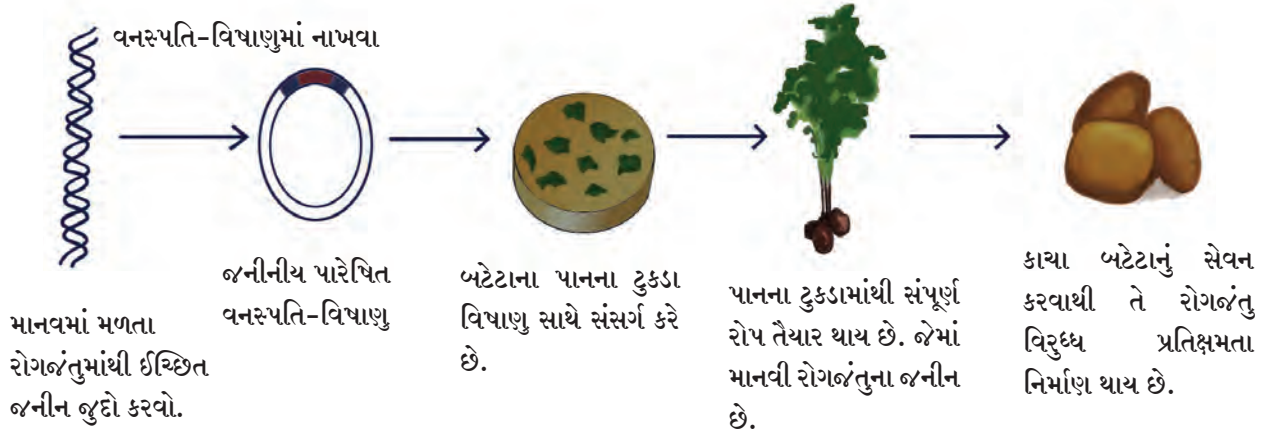 વનસ્પતિ-વિષાણુમાં નાખવા
માનવમાં મળતા
રોગજંતુમાંથી ઈચ્છિત
જનીન જુદો કરવો.
જનીનીય પારેષિત
વનસ્પતિ-વિષાણુ
બટેટાના પાનના ટુકડા
વિષાણુ સાથે સંસર્ગ કરે
છે.
પાનના ટુકડામાંથી સંપૂર્ણ
રોપ તૈયાર થાય છે. જેમાં
માનવી રોગજંતુના જનીન
છે.
કાચા બટેટાનું સેવન
કરવાથી તે રોગજંતુ
વિરુધ્ધ પ્રતિક્ષમતા
નિર્માણ થાય છે.